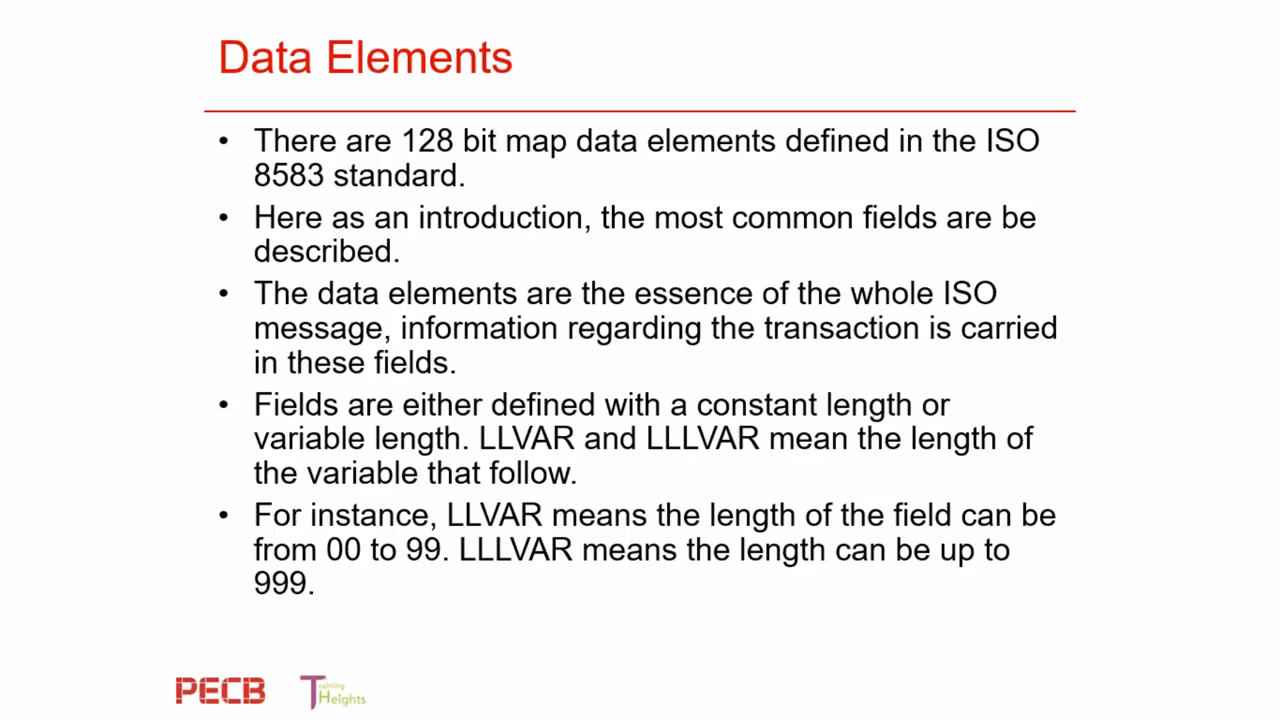 Data Elements
• There are 128 bit map data elements defined in the ISO
8583 standard.
• Here as an introduction, the most common fields are be
described.
• The data elements are the essence of the whole ISO
message, information regarding the transaction is carried
in these fields.
• Fields are either defined with a constant length or
variable length. LLVAR and LLLVAR mean the length of
the variable that follow.
• For instance, LLVAR means the length of the field can be
from 00 to 99. LLLVAR means the length can be up to
999.
PECB
Training
Heights